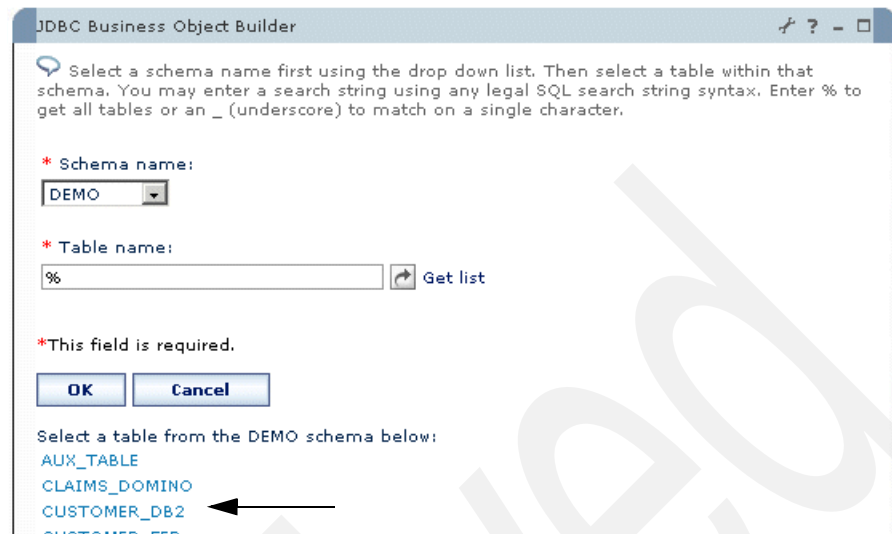 JDBC Business Object Builder ? 
Select a schema name first using the drop down list. Then select a table within that
schema. You may enter a search string using any legal SQL search string syntax. Enter % to
get all tables or an _ (underscore) to match on a single character.
* Schema name:
DEMO
* Table name:
% Get list
*This field is required.
OK Cancel
Select a table from the DEMO schema below:
AUX_TABLE
CLAIMS_DOMINO
CUSTOMER_DB2